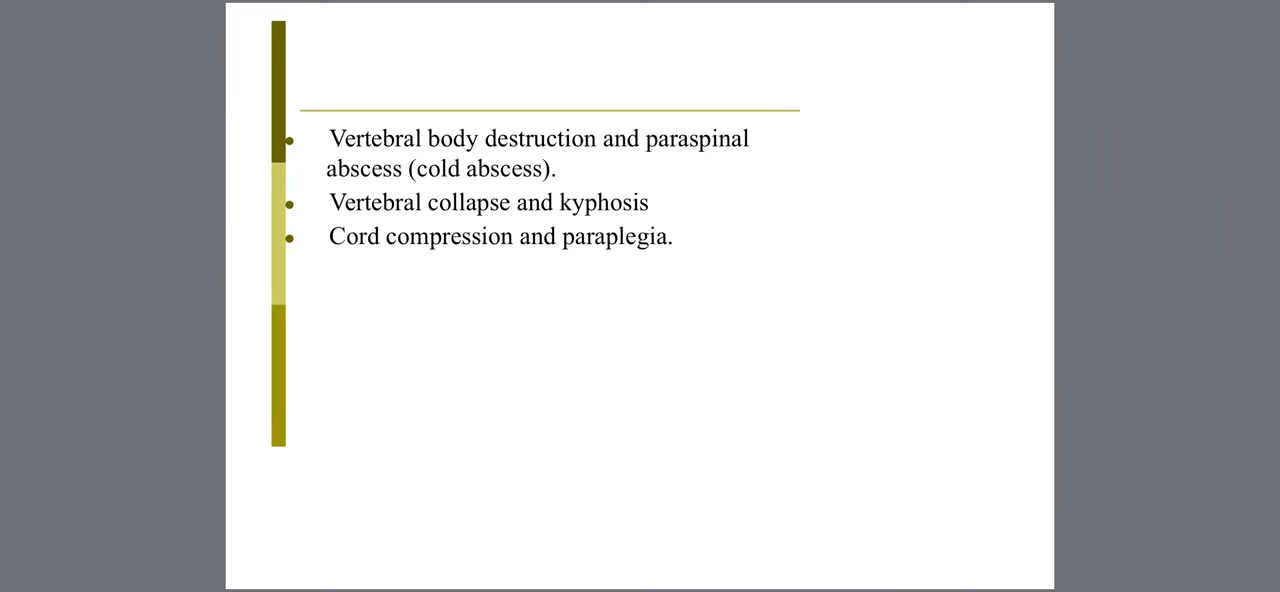 • Vertebral body destruction and paraspinal
abscess (cold abscess).
• Vertebral collapse and kyphosis
• Cord compression and paraplegia.